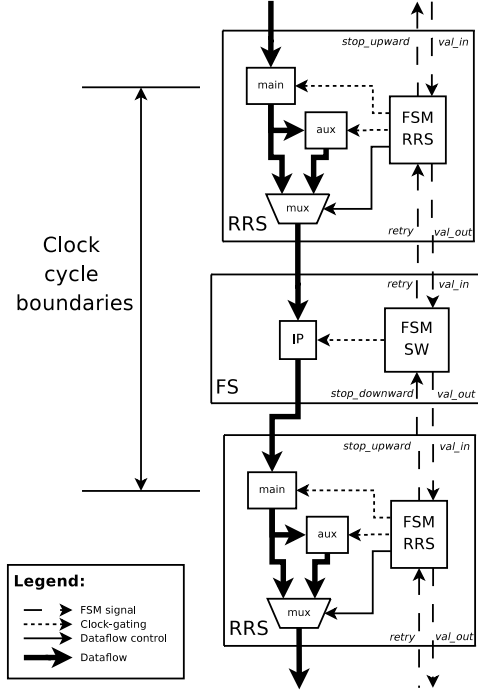 stop_upward
val_in
main
FSM
RRS
aux
mux
RRS
retry
val_out
Clock
cycle
boundaries
retry
val_in
FSM
SW
IP
FS
stop_downward
val_out
stop_upward
val_in
main
FSM
RRS
aux
mux
RRS
retry
val_out
Legend:
FSM signal
Clock-gating
Dataflow control
Dataflow